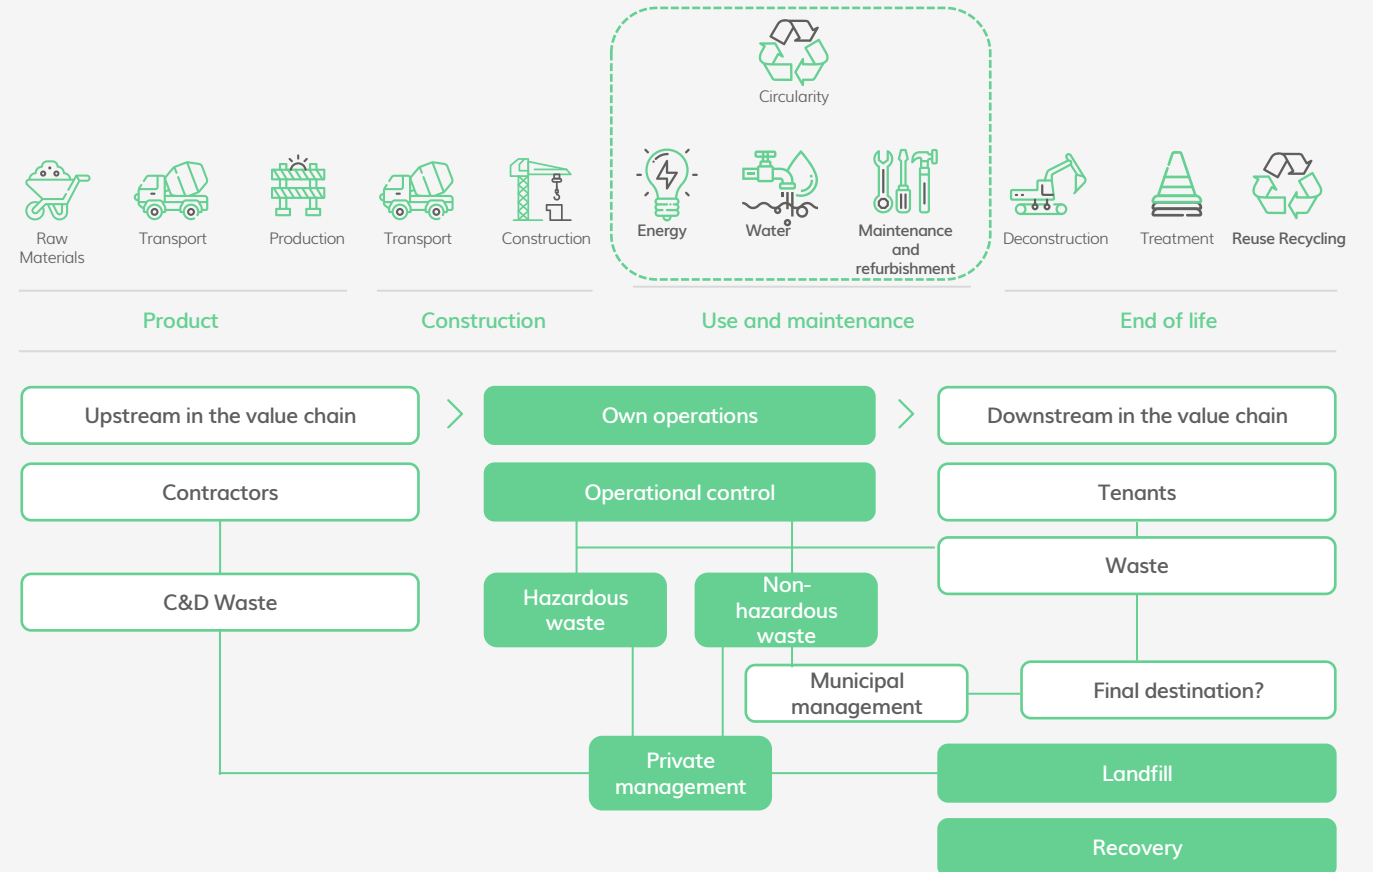 Circularity
Raw
Materials
Transport
Production
Transport
Construction
Energy
Water
Maintenance
and
refurbishment
Deconstruction
Treatment
Reuse Recycling
Product
Construction
Use and maintenance
End of life
Upstream in the value chain
Own operations
Downstream in the value chain
Contractors
Operational control
Tenants
Waste
C&D Waste
Hazardous
waste
Non-
hazardous
waste
Municipal
management
Final destination?
Private
management
Landfill
Recovery